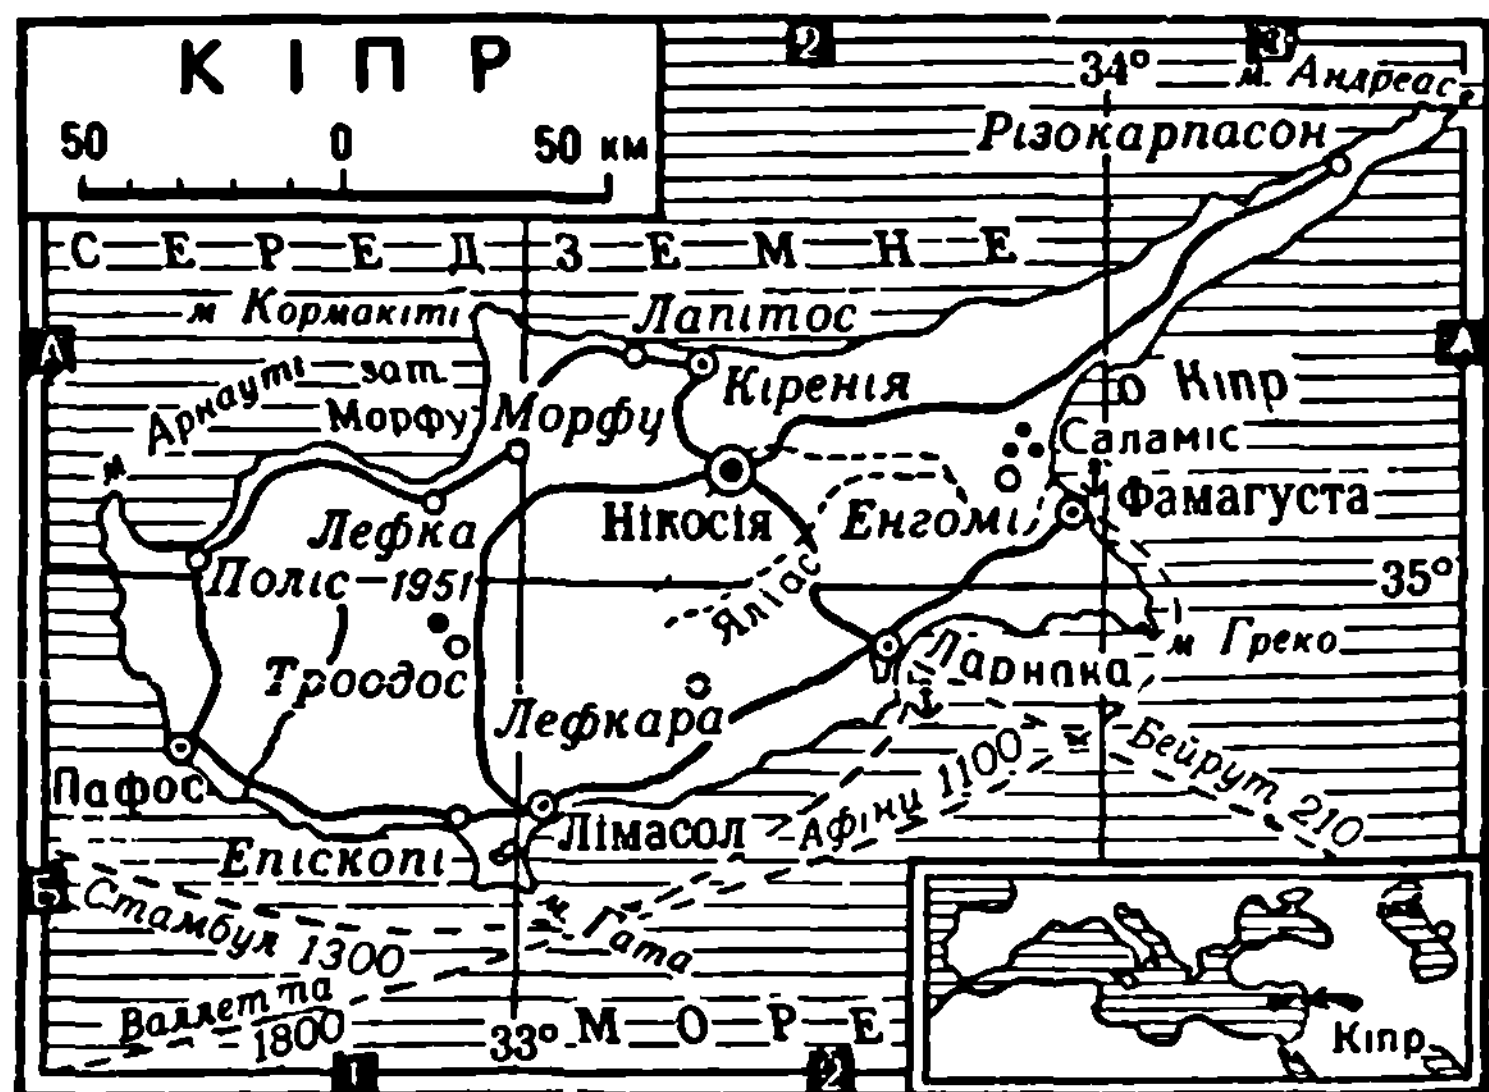 КІПР
50 0 50 км
2
3
34°
м. Андреас
Різокарпасон
СЕРЕДЗЕМНЕ
м Кормакіті
Лапітос
А
А
м Арнауті
зат.
Морфу
Морфу
Кіренія
о Кіпр
Саламіс
Лефка
Нікосія
Енгомі
Фамагуста
Поліс
1951
35°
Яліас
Троодос
м Греко
Ларнака
Лефкара
Пафос
Бейрут 210
Афіни 1100
Лімасол
Епіскопі
Б
Стамбул 1300
м. Гата
Валлетта
1800
33°
МОРЕ
Кіпр
1
2